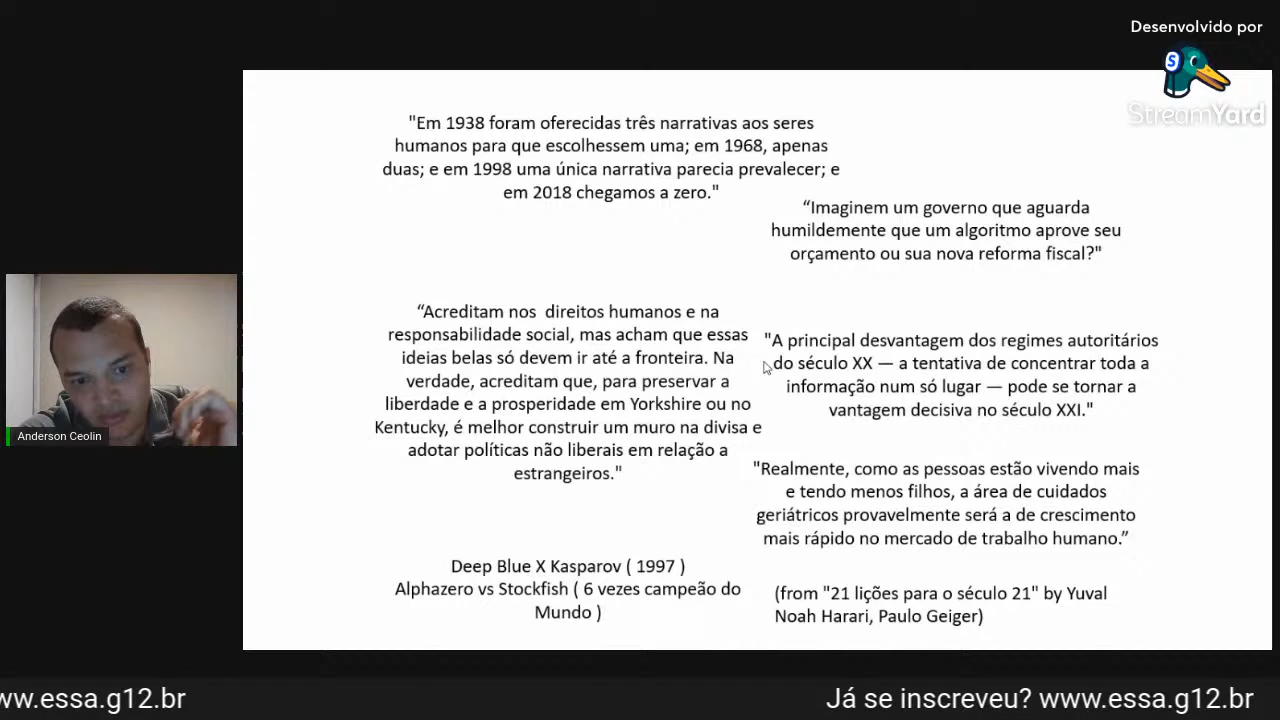 Desenvolvido por
S
StreamYard
"Em 1938 foram oferecidas três narrativas aos seres
humanos para que escolhessem uma; em 1968, apenas
duas; e em 1998 uma única narrativa parecia prevalecer; e
em 2018 chegamos a zero."
“Imaginem um governo que aguarda
humildemente que um algoritmo aprove seu
orçamento ou sua nova reforma fiscal?"
“Acreditam nos  direitos humanos e na
responsabilidade social, mas acham que essas
ideias belas só devem ir até a fronteira. Na
verdade, acreditam que, para preservar a
liberdade e a prosperidade em Yorkshire ou no
Kentucky, é melhor construir um muro na divisa e
adotar políticas não liberais em relação a
estrangeiros."
"A principal desvantagem dos regimes autoritários
do século XX — a tentativa de concentrar toda a
informação num só lugar — pode se tornar a
vantagem decisiva no século XXI."
"Realmente, como as pessoas estão vivendo mais
e tendo menos filhos, a área de cuidados
geriátricos provavelmente será a de crescimento
mais rápido no mercado de trabalho humano.”
Deep Blue X Kasparov ( 1997 )
Alphazero vs Stockfish ( 6 vezes campeão do
Mundo )
(from "21 lições para o século 21" by Yuval
Noah Harari, Paulo Geiger)
Anderson Ceolin
ww.essa.g12.br
Já se inscreveu? www.essa.g12.br